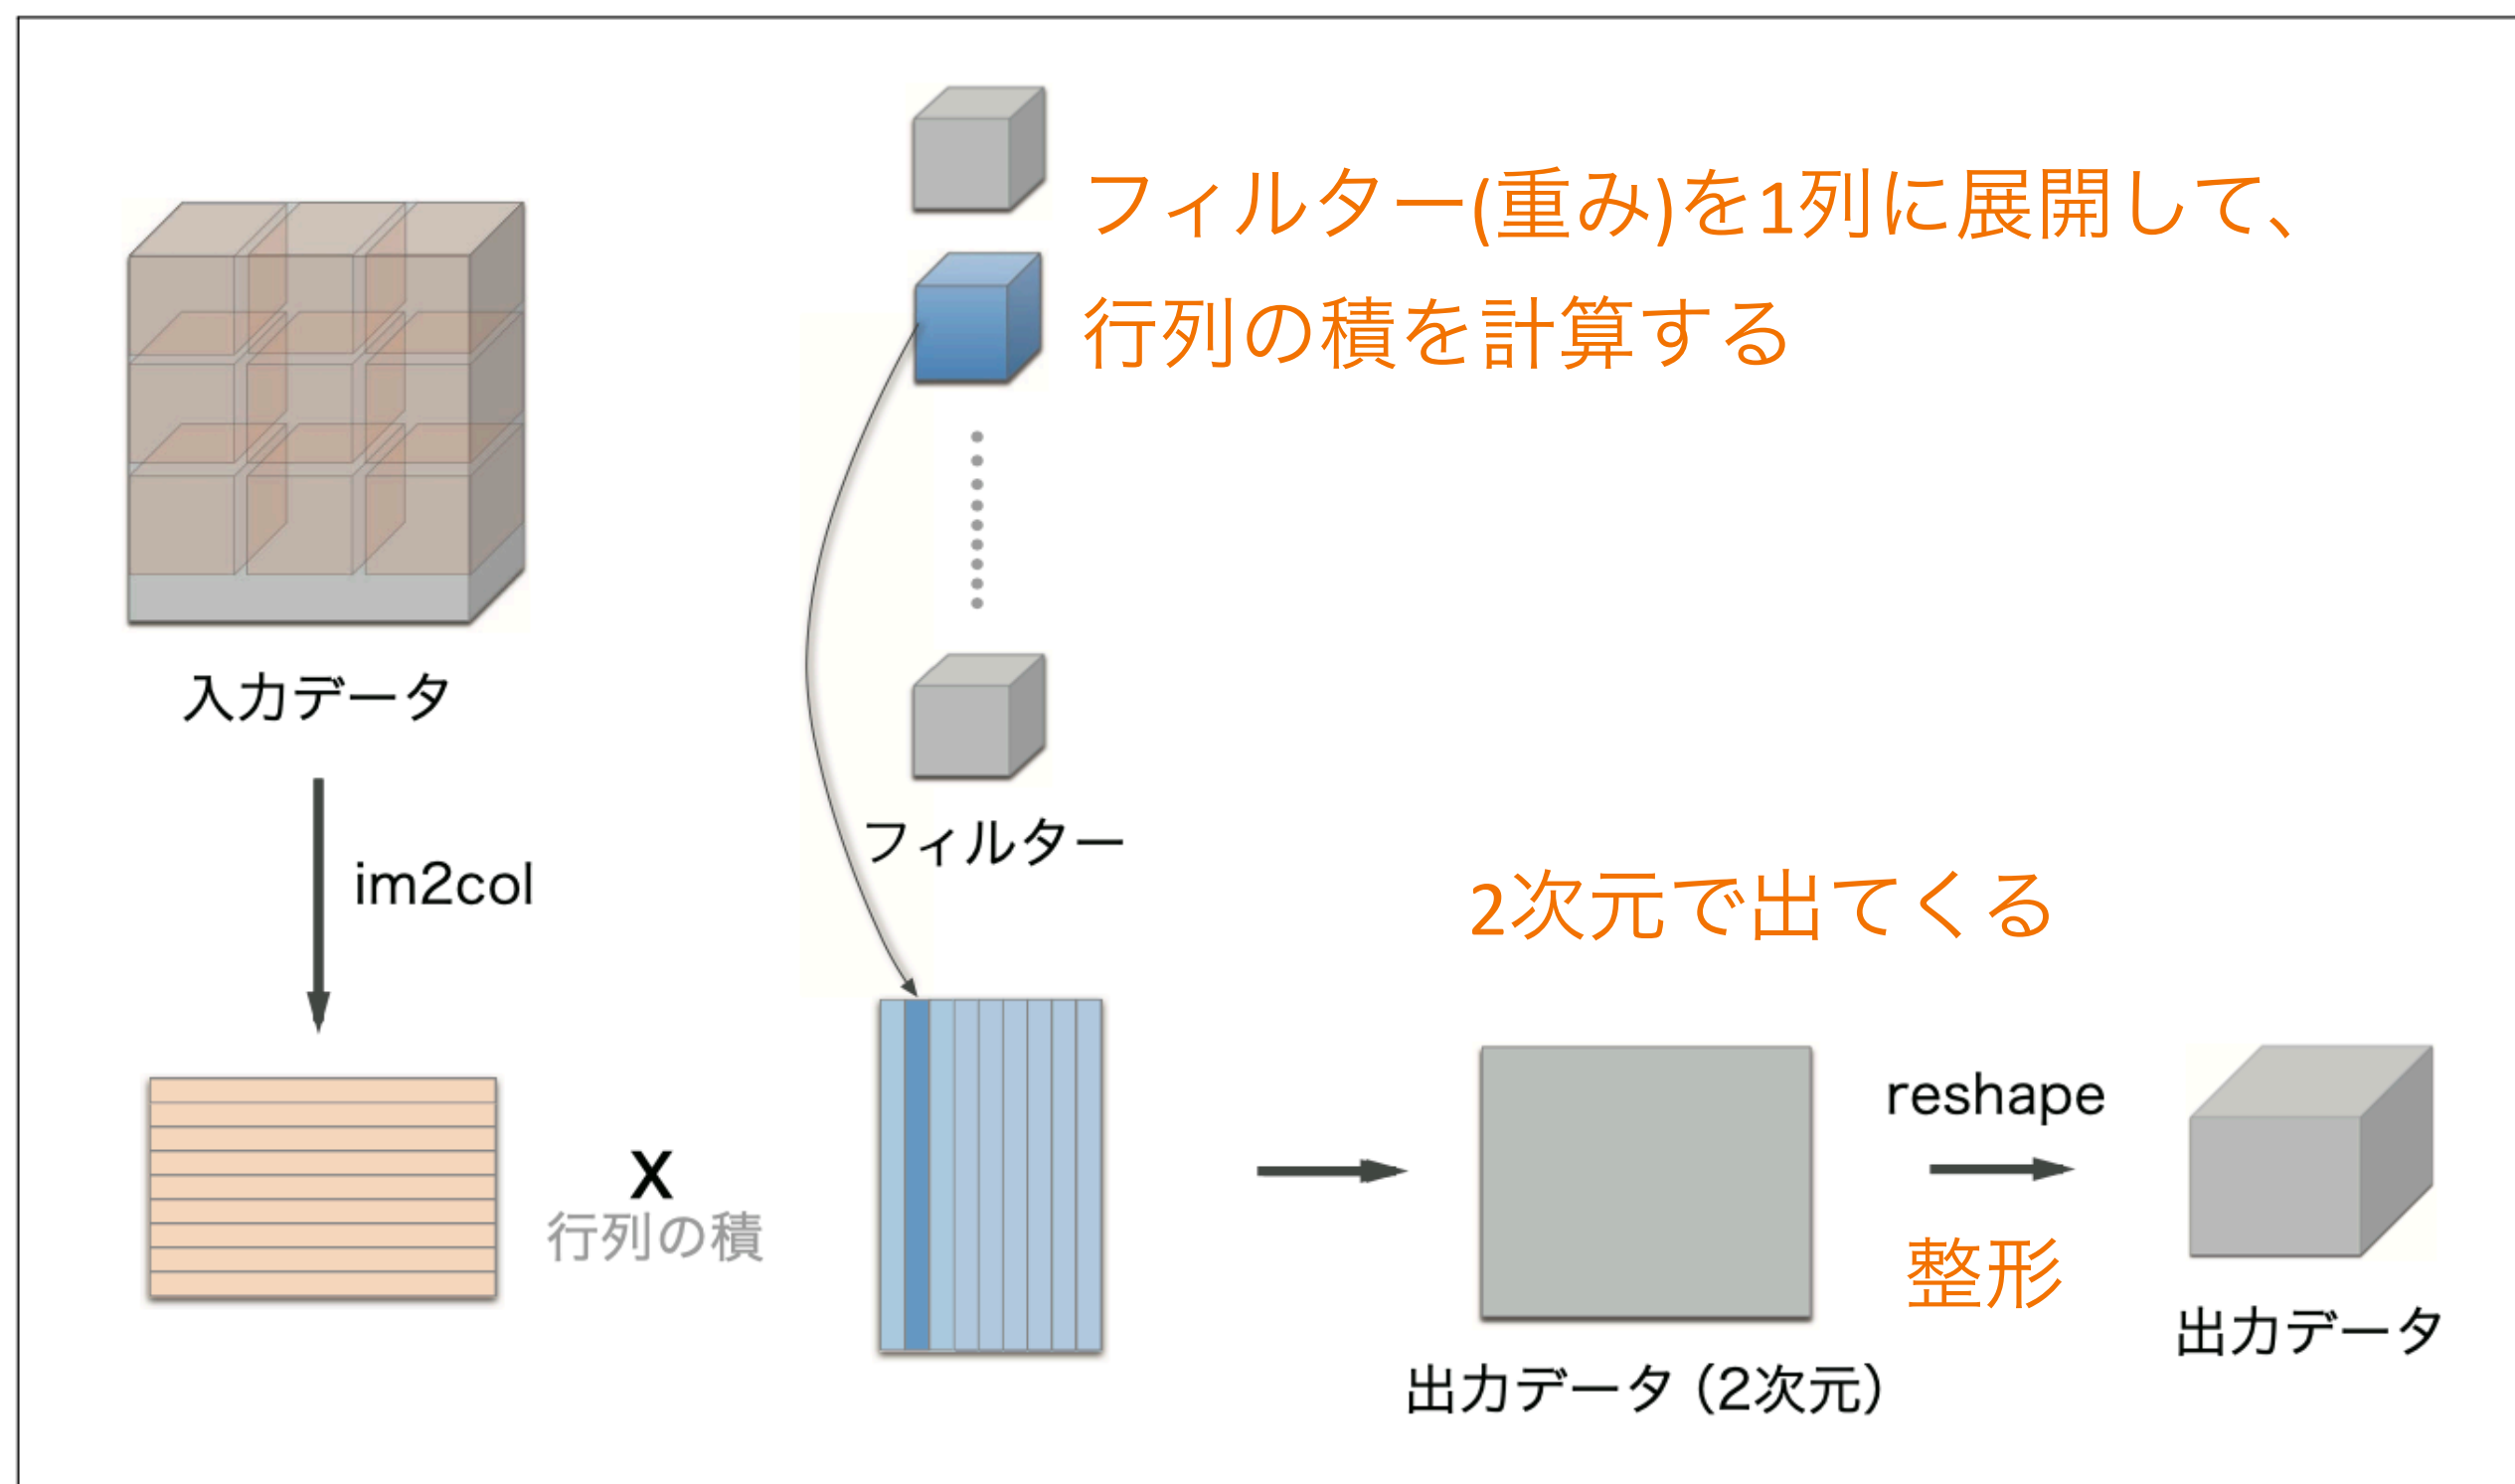 フィルター(重み)を1列に展開して、
行列の積を計算する
入力データ
フィルター
im2col
2次元で出てくる
X
行列の積
reshape
整形
出力データ
出力データ（2次元）